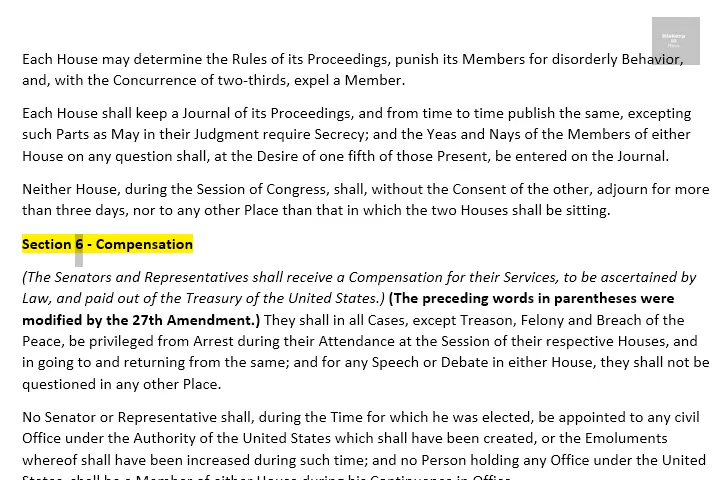 Each House may determine the Rules of its Proceedings, punish its Members for disorderly Behavior,
and, with the Concurrence of two-thirds, expel a Member.
Each House shall keep a Journal of its Proceedings, and from time to time publish the same, excepting
such Parts as May in their Judgment require Secrecy; and the Yeas and Nays of the Members of either
House on any question shall, at the Desire of one fifth of those Present, be entered on the Journal.
Neither House, during the Session of Congress, shall, without the Consent of the other, adjourn for more
than three days, nor to any other Place than that in which the two Houses shall be sitting.
Section 6 - Compensation
(The Senators and Representatives shall receive a Compensation for their Services, to be ascertained by
Law, and paid out of the Treasury of the United States.) (The preceding words in parentheses were
modified by the 27th Amendment.) They shall in all Cases, except Treason, Felony and Breach of the
Peace, be privileged from Arrest during their Attendance at the Session of their respective Houses, and
in going to and returning from the same; and for any Speech or Debate in either House, they shall not be
questioned in any other Place.
No Senator or Representative shall, during the Time for which he was elected, be appointed to any civil
Office under the Authority of the United States which shall have been created, or the Emoluments
whereof shall have been increased during such time; and no Person holding any Office under the United
States, shall be a Member of either House during his Continuance in Office.